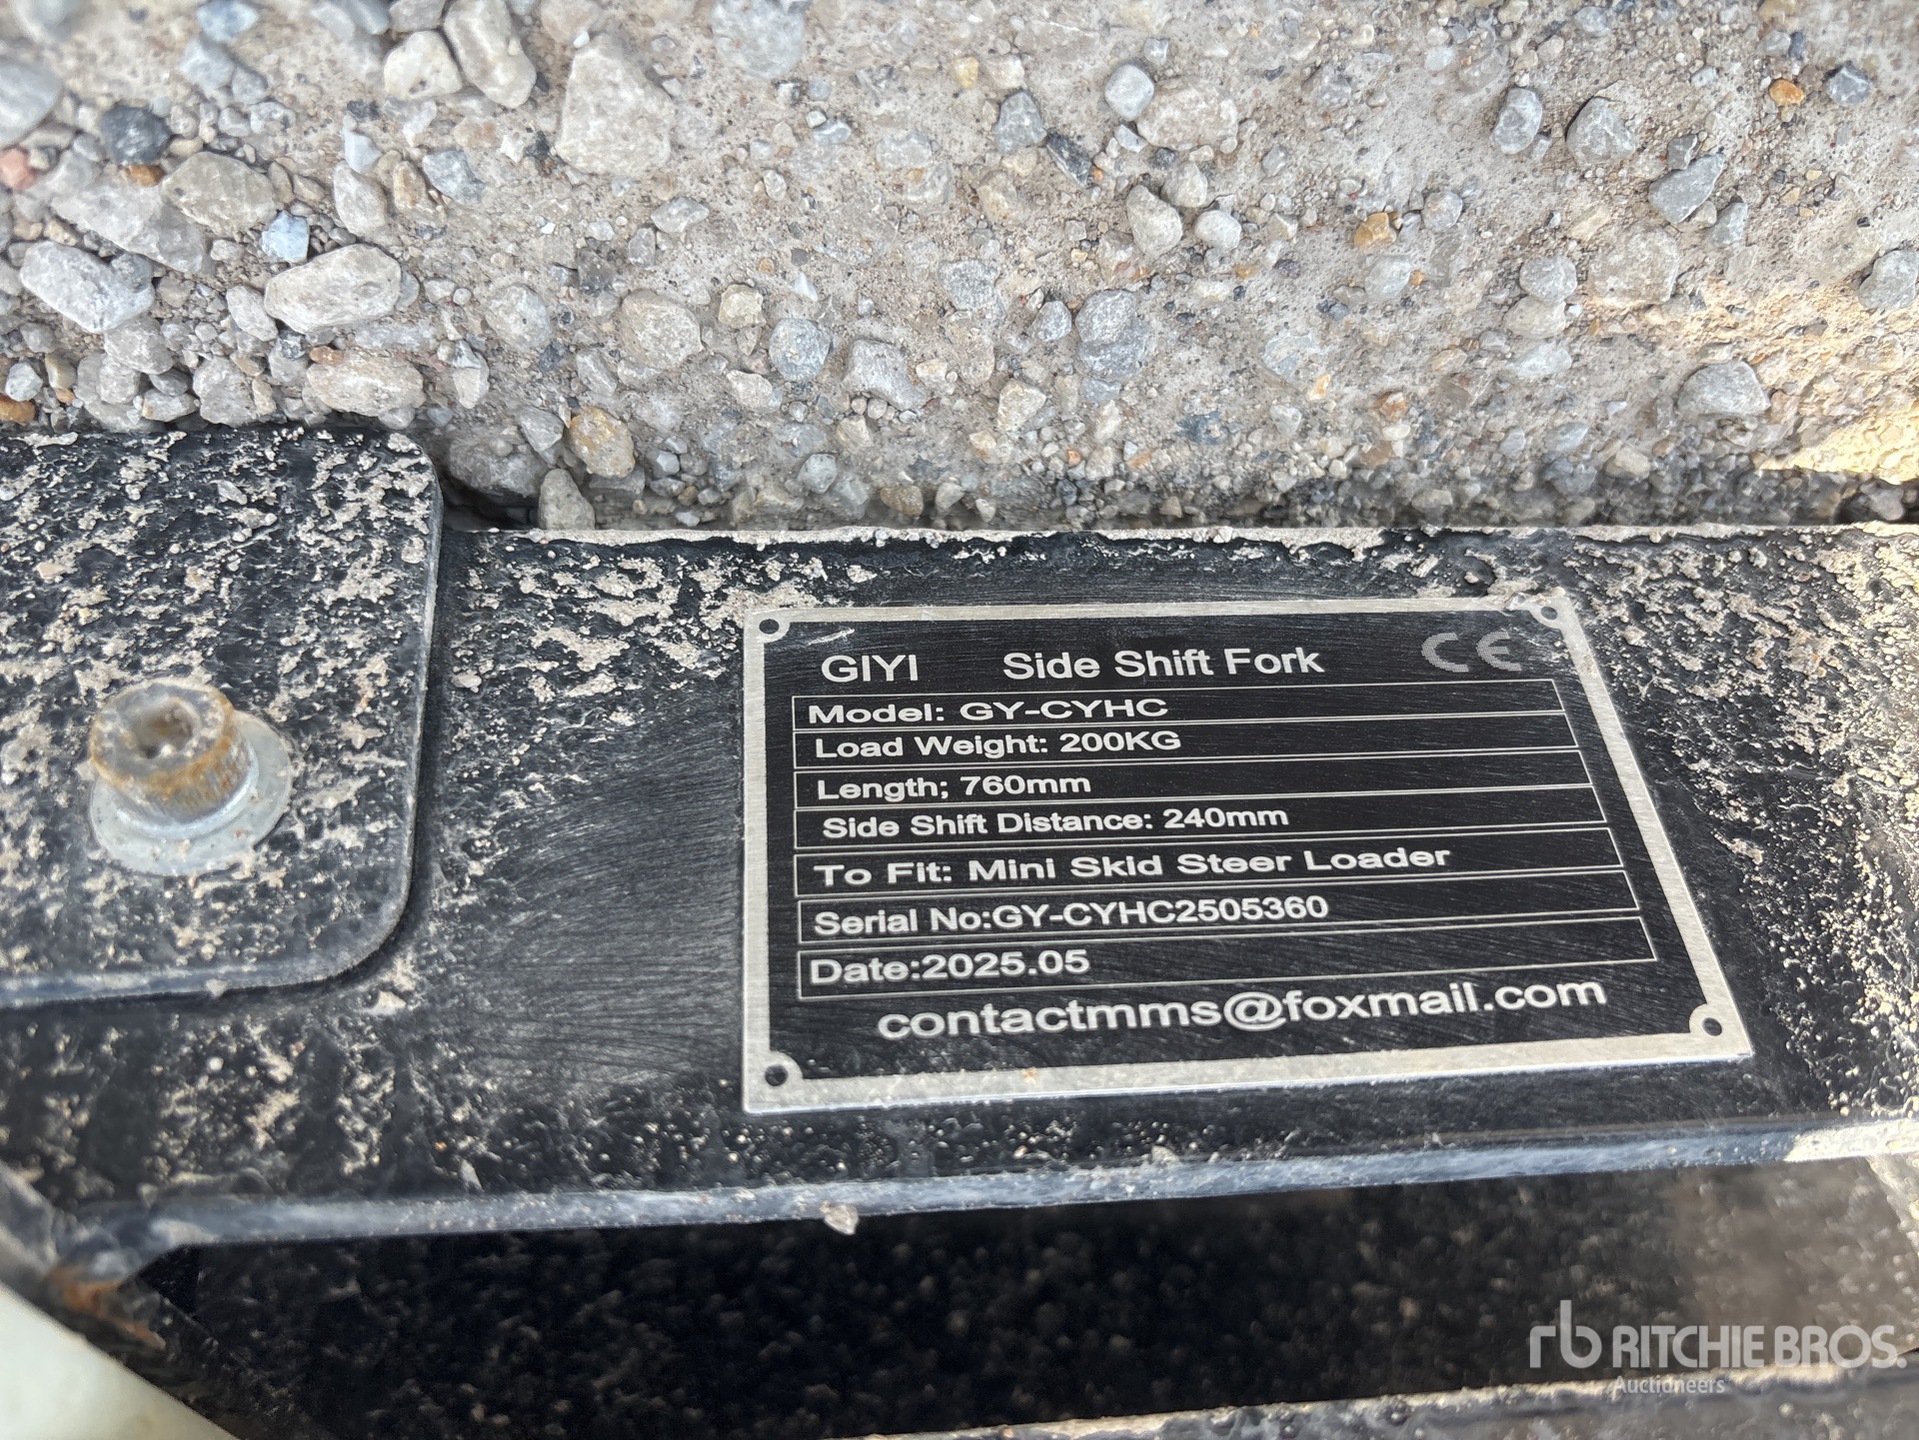 GIYI Side Shift Fork CE
Model: GY-CYHC
Load Weight: 200KG
Length; 760mm
Side Shift Distance: 240mm
To Fit: Mini Skid Steer Loader
Serial No:GY-CYHC2505360
Date:2025.05
contactmms@foxmail.com
rb RITCHIE BROS.
Auctioneers